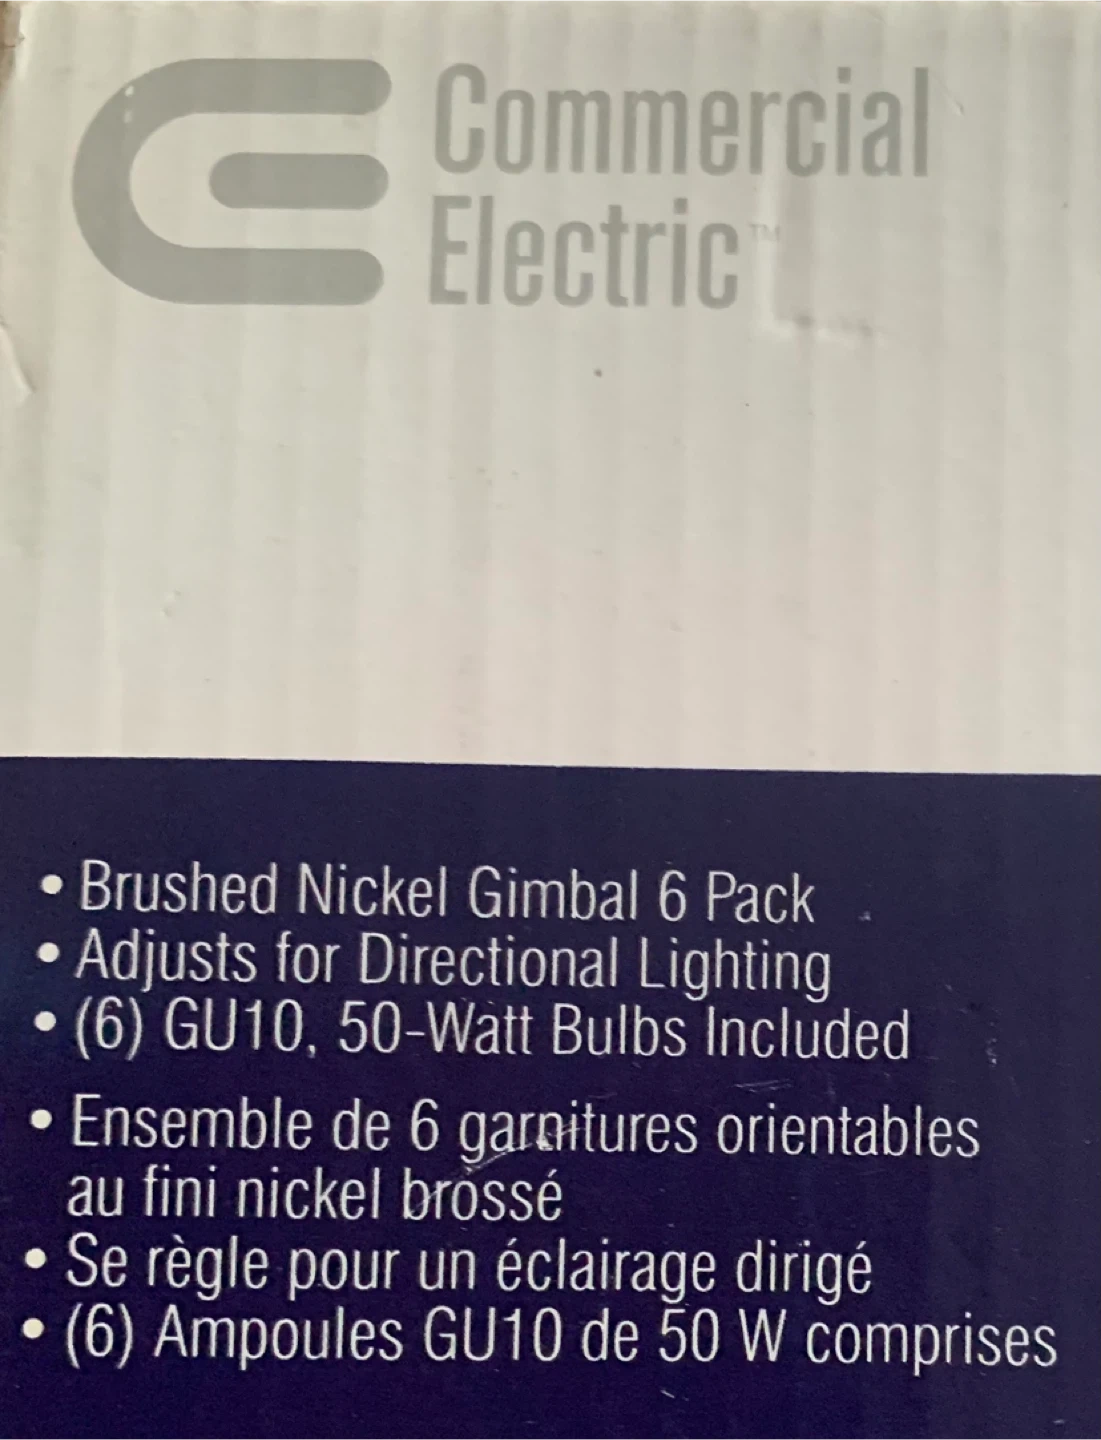 Commercial
Electric™
• Brushed Nickel Gimbal 6 Pack
• Adjusts for Directional Lighting
• (6) GU10, 50-Watt Bulbs Included
• Ensemble de 6 garnitures orientables
au fini nickel brossé
• Se règle pour un éclairage dirigé
• (6) Ampoules GU10 de 50 W comprises